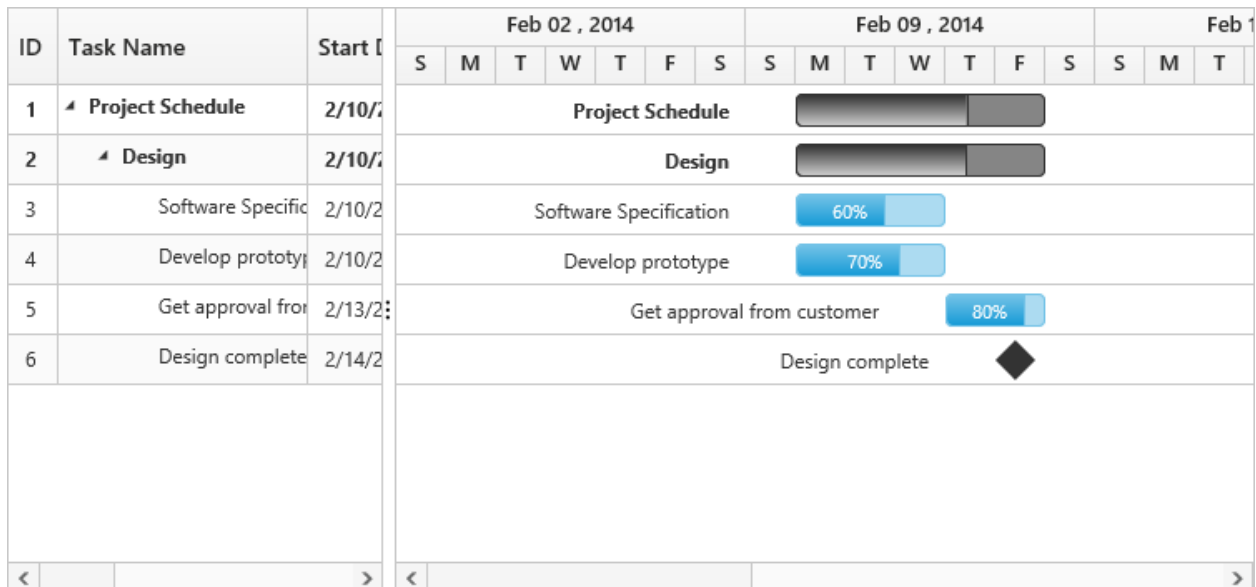 ID Task Name Start D
Feb 02 , 2014 Feb 09 , 2014 Feb 1
S M T W T F S S M T W T F S S M T
1 Project Schedule 2/10/2 Project Schedule
2 Design 2/10/2 Design
3 Software Specific 2/10/2 Software Specification 60%
4 Develop prototyp 2/10/2 Develop prototype 70%
5 Get approval fror 2/13/2 Get approval from customer 80%
6 Design complete 2/14/2 Design complete